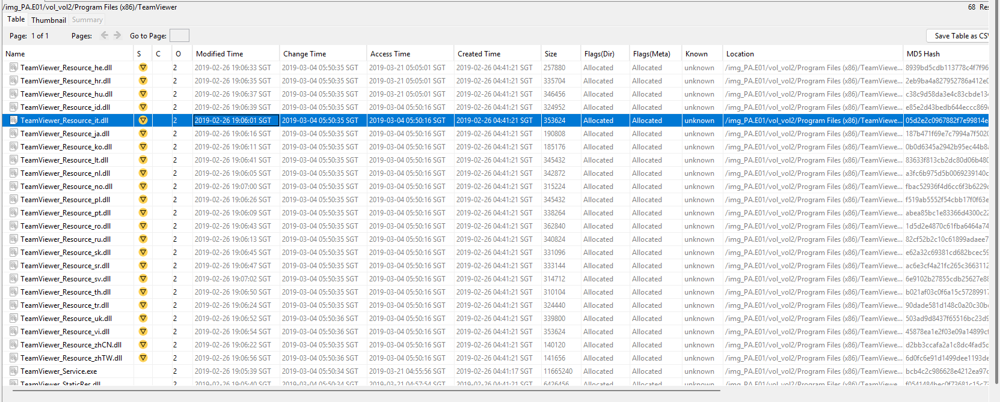 /img_PA.E01/vol_vol2/Program Files (x86)/TeamViewer 68 Res
Table Thumbnail Summary
Page: 1 of 1 Pages: Go to Page: Save Table as CSV
Name S C O Modified Time Change Time Access Time Created Time Size Flags(Dir) Flags(Meta) Known Location MD5 Hash
TeamViewer_Resource_he.dll 2 2019-02-26 19:06:33 SGT 2019-03-04 05:50:35 SGT 2019-03-21 05:05:01 SGT 2019-02-26 04:41:21 SGT 257880 Allocated Allocated unknown /img_PA.E01/vol_vol2/Program Files (x86)/TeamViewe... 8939bd5cdb113778c4f7f96
TeamViewer_Resource_hr.dll 2 2019-02-26 19:06:35 SGT 2019-03-04 05:50:35 SGT 2019-03-21 05:05:01 SGT 2019-02-26 04:41:21 SGT 335704 Allocated Allocated unknown /img_PA.E01/vol_vol2/Program Files (x86)/TeamViewe... 2eb9ba4a827952786a412e0
TeamViewer_Resource_hu.dll 2 2019-02-26 19:06:37 SGT 2019-03-04 05:50:35 SGT 2019-03-21 05:05:01 SGT 2019-02-26 04:41:21 SGT 346456 Allocated Allocated unknown /img_PA.E01/vol_vol2/Program Files (x86)/TeamViewe... c38c9d58da3e4c83cbde134
TeamViewer_Resource_id.dll 2 2019-02-26 19:06:39 SGT 2019-03-04 05:50:35 SGT 2019-03-04 05:50:16 SGT 2019-02-26 04:41:21 SGT 324952 Allocated Allocated unknown /img_PA.E01/vol_vol2/Program Files (x86)/TeamViewe... e85e2d43bedb644eccc869
TeamViewer_Resource_it.dll 2 2019-02-26 19:06:01 SGT 2019-03-04 05:50:35 SGT 2019-03-04 05:50:16 SGT 2019-02-26 04:41:21 SGT 353624 Allocated Allocated unknown /img_PA.E01/vol_vol2/Program Files (x86)/TeamViewe... 05d2e2c0967882f7e99814e
TeamViewer_Resource_ja.dll 2 2019-02-26 19:06:16 SGT 2019-03-04 05:50:35 SGT 2019-03-04 05:50:16 SGT 2019-02-26 04:41:21 SGT 190808 Allocated Allocated unknown /img_PA.E01/vol_vol2/Program Files (x86)/TeamViewe... 187b471f69e7c7994a7f5020
TeamViewer_Resource_ko.dll 2 2019-02-26 19:06:11 SGT 2019-03-04 05:50:35 SGT 2019-03-04 05:50:16 SGT 2019-02-26 04:41:21 SGT 185176 Allocated Allocated unknown /img_PA.E01/vol_vol2/Program Files (x86)/TeamViewe... 0b0d6345a2942b95ec44b8
TeamViewer_Resource_lt.dll 2 2019-02-26 19:06:41 SGT 2019-03-04 05:50:35 SGT 2019-03-04 05:50:16 SGT 2019-02-26 04:41:21 SGT 345432 Allocated Allocated unknown /img_PA.E01/vol_vol2/Program Files (x86)/TeamViewe... 83633f813cb2dc80d06b480
TeamViewer_Resource_nl.dll 2 2019-02-26 19:06:05 SGT 2019-03-04 05:50:35 SGT 2019-03-04 05:50:16 SGT 2019-02-26 04:41:21 SGT 342872 Allocated Allocated unknown /img_PA.E01/vol_vol2/Program Files (x86)/TeamViewe... a3fc6b975d5b0069239140c
TeamViewer_Resource_no.dll 2 2019-02-26 19:07:00 SGT 2019-03-04 05:50:35 SGT 2019-03-04 05:50:16 SGT 2019-02-26 04:41:21 SGT 315224 Allocated Allocated unknown /img_PA.E01/vol_vol2/Program Files (x86)/TeamViewe... fbac52936f4d6cc6f3b6229
TeamViewer_Resource_pl.dll 2 2019-02-26 19:06:26 SGT 2019-03-04 05:50:35 SGT 2019-03-04 05:50:16 SGT 2019-02-26 04:41:21 SGT 345432 Allocated Allocated unknown /img_PA.E01/vol_vol2/Program Files (x86)/TeamViewe... f519ab5552f54cbb17f0f63e
TeamViewer_Resource_pt.dll 2 2019-02-26 19:06:09 SGT 2019-03-04 05:50:35 SGT 2019-03-04 05:50:16 SGT 2019-02-26 04:41:21 SGT 338264 Allocated Allocated unknown /img_PA.E01/vol_vol2/Program Files (x86)/TeamViewe... abea85bc1e83366d4300c22
TeamViewer_Resource_ro.dll 2 2019-02-26 19:06:43 SGT 2019-03-04 05:50:35 SGT 2019-03-04 05:50:16 SGT 2019-02-26 04:41:21 SGT 362840 Allocated Allocated unknown /img_PA.E01/vol_vol2/Program Files (x86)/TeamViewe... 1d5d2e4870c61fba6464a74
TeamViewer_Resource_ru.dll 2 2019-02-26 19:06:13 SGT 2019-03-04 05:50:35 SGT 2019-03-04 05:50:16 SGT 2019-02-26 04:41:21 SGT 340824 Allocated Allocated unknown /img_PA.E01/vol_vol2/Program Files (x86)/TeamViewe... 82cf52b2c10c61899adaee7
TeamViewer_Resource_sk.dll 2 2019-02-26 19:06:45 SGT 2019-03-04 05:50:35 SGT 2019-03-04 05:50:16 SGT 2019-02-26 04:41:21 SGT 331096 Allocated Allocated unknown /img_PA.E01/vol_vol2/Program Files (x86)/TeamViewe... e62a32c69381cd682bcec59
TeamViewer_Resource_sr.dll 2 2019-02-26 19:06:47 SGT 2019-03-04 05:50:35 SGT 2019-03-04 05:50:16 SGT 2019-02-26 04:41:21 SGT 333144 Allocated Allocated unknown /img_PA.E01/vol_vol2/Program Files (x86)/TeamViewe... ac6e3cf4a21fc265c3663112
TeamViewer_Resource_sv.dll 2 2019-02-26 19:07:02 SGT 2019-03-04 05:50:35 SGT 2019-03-04 05:50:16 SGT 2019-02-26 04:41:21 SGT 314712 Allocated Allocated unknown /img_PA.E01/vol_vol2/Program Files (x86)/TeamViewe... 6e9102b27855cdb25627e88
TeamViewer_Resource_th.dll 2 2019-02-26 19:06:50 SGT 2019-03-04 05:50:35 SGT 2019-03-04 05:50:16 SGT 2019-02-26 04:41:21 SGT 310104 Allocated Allocated unknown /img_PA.E01/vol_vol2/Program Files (x86)/TeamViewe... b021af03c0f6a15c57289917
TeamViewer_Resource_tr.dll 2 2019-02-26 19:06:24 SGT 2019-03-04 05:50:35 SGT 2019-03-04 05:50:16 SGT 2019-02-26 04:41:21 SGT 324440 Allocated Allocated unknown /img_PA.E01/vol_vol2/Program Files (x86)/TeamViewe... 90dade581d148c0a20c30b
TeamViewer_Resource_uk.dll 2 2019-02-26 19:06:52 SGT 2019-03-04 05:50:36 SGT 2019-03-04 05:50:16 SGT 2019-02-26 04:41:21 SGT 339800 Allocated Allocated unknown /img_PA.E01/vol_vol2/Program Files (x86)/TeamViewe... 503ad9d8437f65516bc23d9
TeamViewer_Resource_vi.dll 2 2019-02-26 19:06:54 SGT 2019-03-04 05:50:36 SGT 2019-03-04 05:50:16 SGT 2019-02-26 04:41:21 SGT 353624 Allocated Allocated unknown /img_PA.E01/vol_vol2/Program Files (x86)/TeamViewe... 45878ea1e2f03e09a14899cf
TeamViewer_Resource_zhCN.dll 2 2019-02-26 19:06:22 SGT 2019-03-04 05:50:36 SGT 2019-03-04 05:50:16 SGT 2019-02-26 04:41:21 SGT 140120 Allocated Allocated unknown /img_PA.E01/vol_vol2/Program Files (x86)/TeamViewe... d2bb3ccafa2a1c8dc4fad5d
TeamViewer_Resource_zhTW.dll 2 2019-02-26 19:06:56 SGT 2019-03-04 05:50:36 SGT 2019-03-04 05:50:16 SGT 2019-02-26 04:41:21 SGT 141656 Allocated Allocated unknown /img_PA.E01/vol_vol2/Program Files (x86)/TeamViewe... 6d0fc6e91d1499dee1193de
TeamViewer_Service.exe 2 2019-02-26 19:05:39 SGT 2019-03-04 05:50:34 SGT 2019-03-21 04:55:56 SGT 2019-02-26 04:41:17 SGT 11665240 Allocated Allocated unknown /img_PA.E01/vol_vol2/Program Files (x86)/TeamViewe... bcb4c2c986628e4212ea97c
TeamViewer_StaticRes.dll 2 2019-02-26 19:05:40 SGT 2019-03-04 05:50:34 SGT 2019-03-21 04:57:54 SGT 2019-02-26 04:41:21 SGT 6426456 Allocated Allocated unknown /img_PA.E01/vol_vol2/Program Files (x86)/TeamViewe... f0541484bec0f73681c15c73